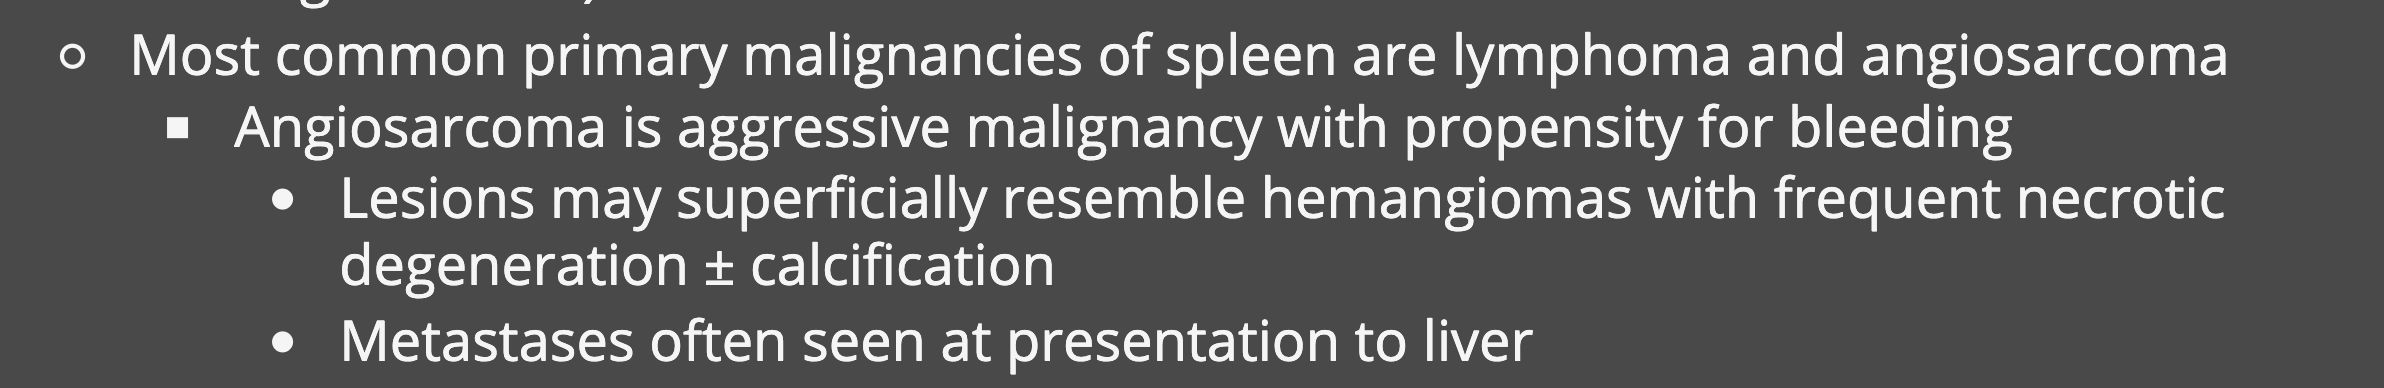 ○ Most common primary malignancies of spleen are lymphoma and angiosarcoma
▪ Angiosarcoma is aggressive malignancy with propensity for bleeding
• Lesions may superficially resemble hemangiomas with frequent necrotic
degeneration ± calcification
• Metastases often seen at presentation to liver